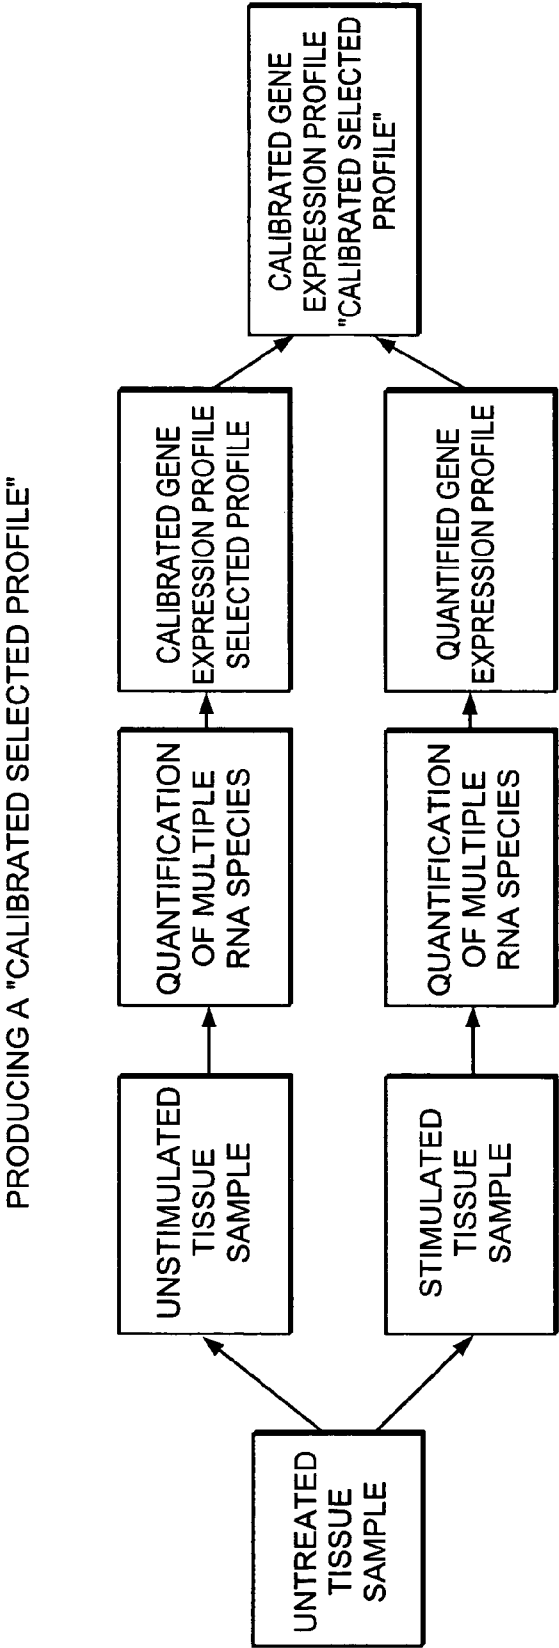 PRODUCING A "CALIBRATED SELECTED PROFILE"
UNTREATED
TISSUE
SAMPLE
UNSTIMULATED
TISSUE
SAMPLE
QUANTIFICATION
OF MULTIPLE
RNA SPECIES
CALIBRATED GENE
EXPRESSION PROFILE
SELECTED PROFILE
STIMULATED
TISSUE
SAMPLE
QUANTIFICATION
OF MULTIPLE
RNA SPECIES
QUANTIFIED GENE
EXPRESSION PROFILE
CALIBRATED GENE
EXPRESSION PROFILE
"CALIBRATED SELECTED
PROFILE"